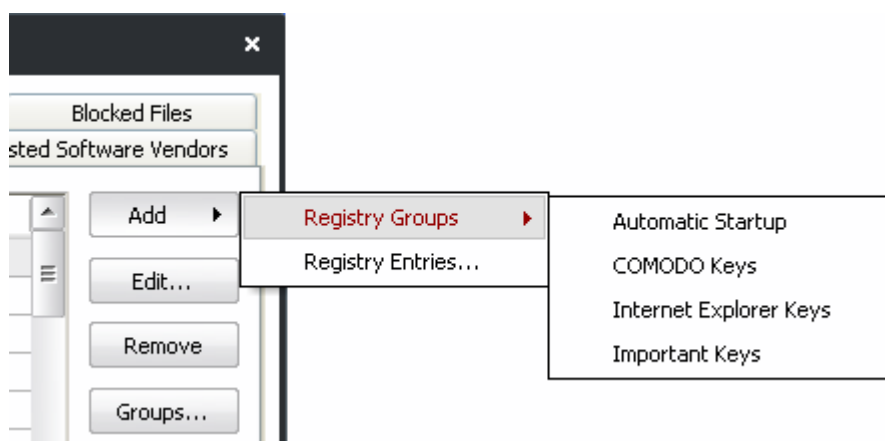 Blocked Files
sted Software Vendors
Add
Registry Groups
Automatic Startup
Registry Entries...
COMODO Keys
Edit...
Internet Explorer Keys
Remove
Important Keys
Groups...